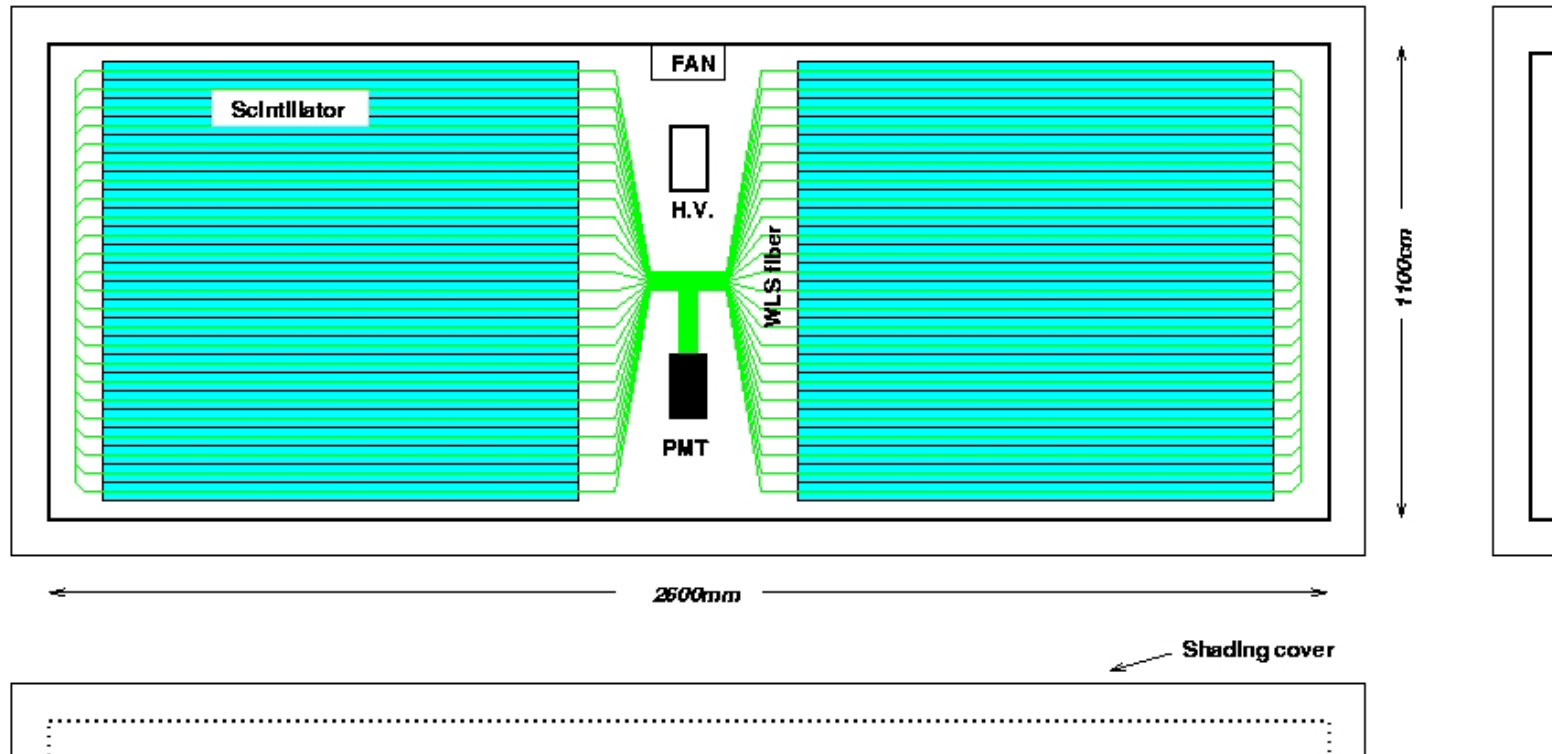 FAN
Scintillator
H.V.
WLS fiber
1100cm
PMT
2600mm
Shading cover